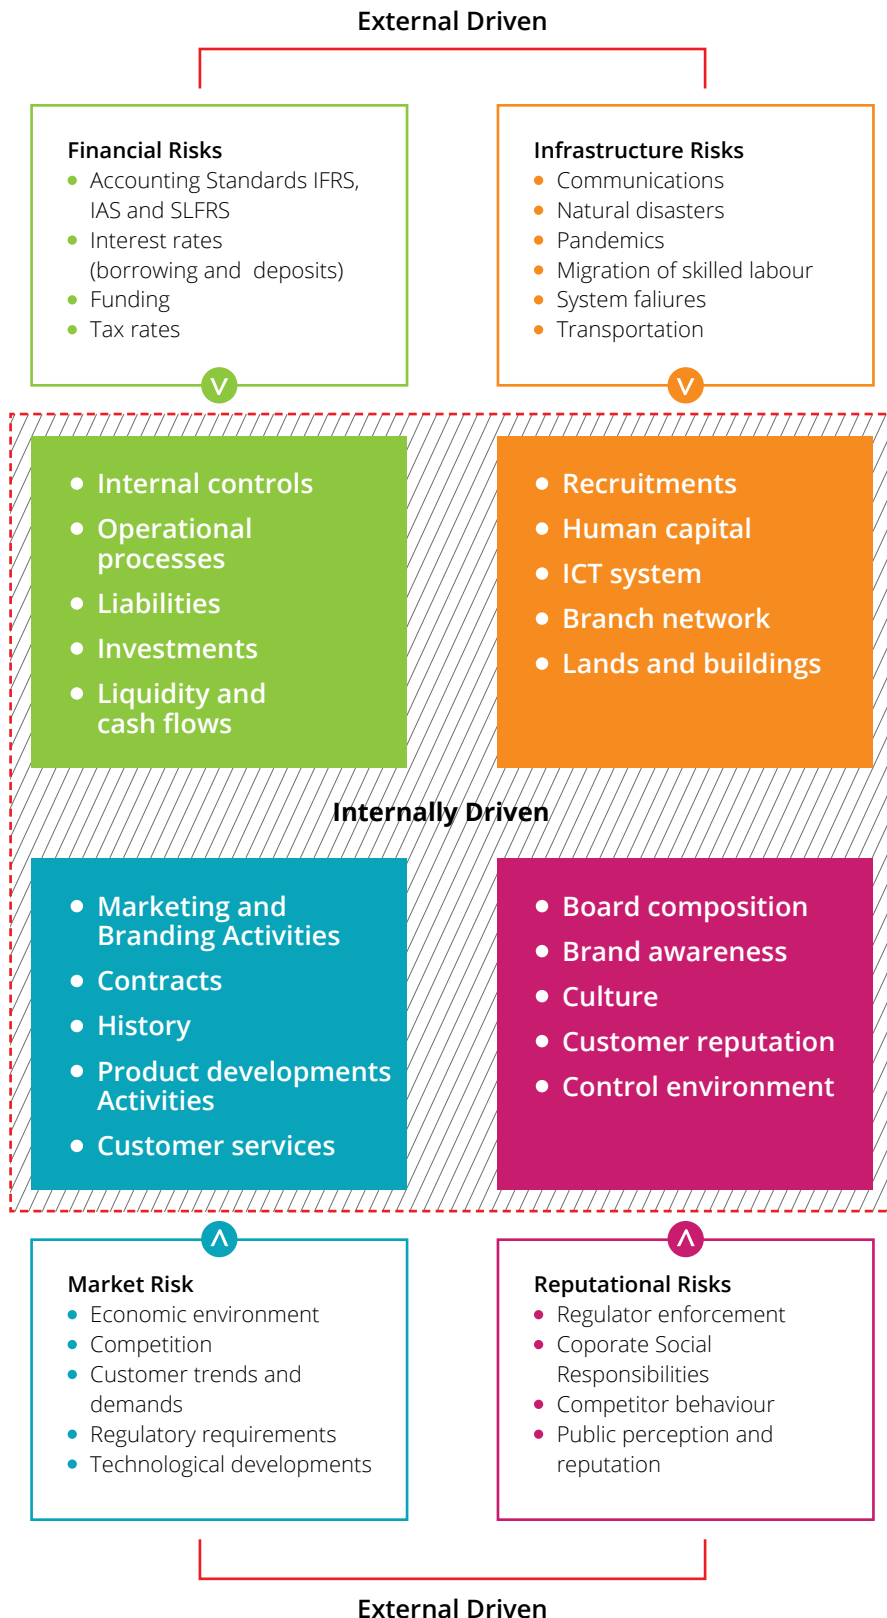 External Driven
Financial Risks
• Accounting Standards IFRS,
IAS and SLFRS
• Interest rates
(borrowing and deposits)
• Funding
• Tax rates
Infrastructure Risks
• Communications
• Natural disasters
• Pandemics
• Migration of skilled labour
• System faliures
• Transportation
• Internal controls
• Operational
processes
• Liabilities
• Investments
• Liquidity and
cash flows
• Recruitments
• Human capital
• ICT system
• Branch network
• Lands and buildings
Internally Driven
• Marketing and
Branding Activities
• Contracts
• History
• Product developments
Activities
• Customer services
• Board composition
• Brand awareness
• Culture
• Customer reputation
• Control environment
Market Risk
• Economic environment
• Competition
• Customer trends and
demands
• Regulatory requirements
• Technological developments
Reputational Risks
• Regulator enforcement
• Coporate Social
Responsibilities
• Competitor behaviour
• Public perception and
reputation
External Driven